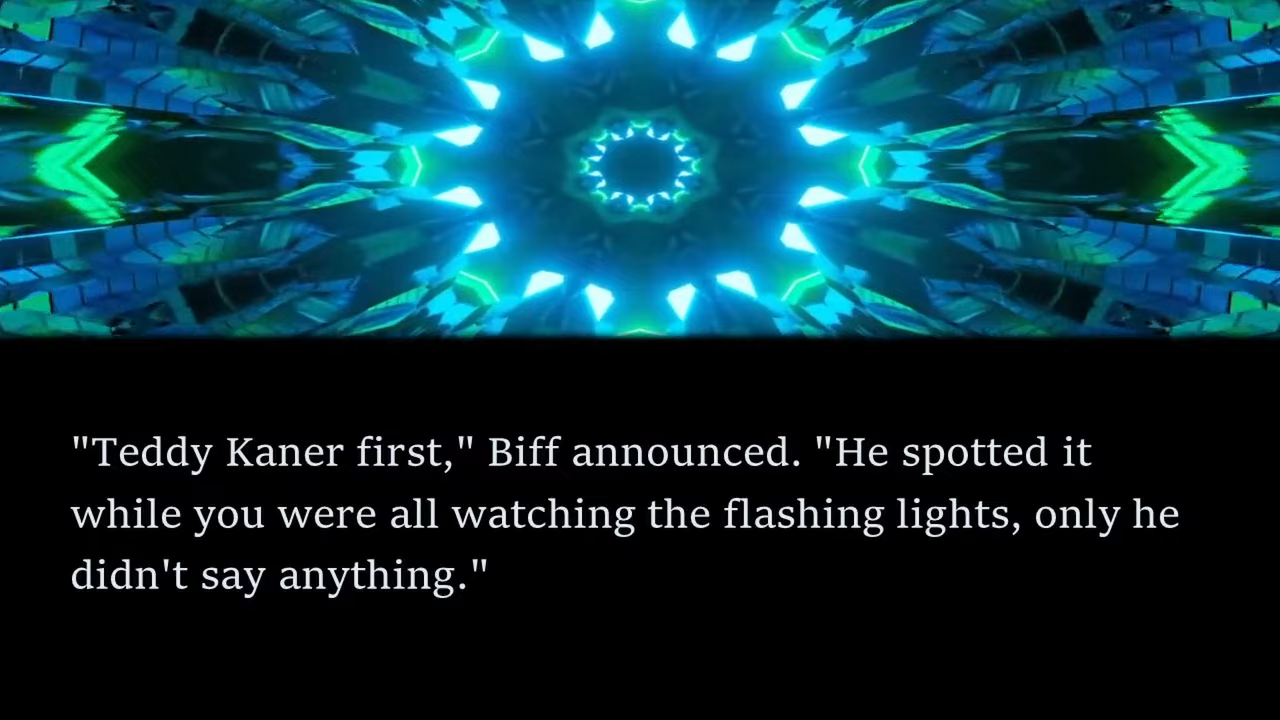 "Teddy Kaner first," Biff announced. "He spotted it
while you were all watching the flashing lights, only he
didn't say anything."